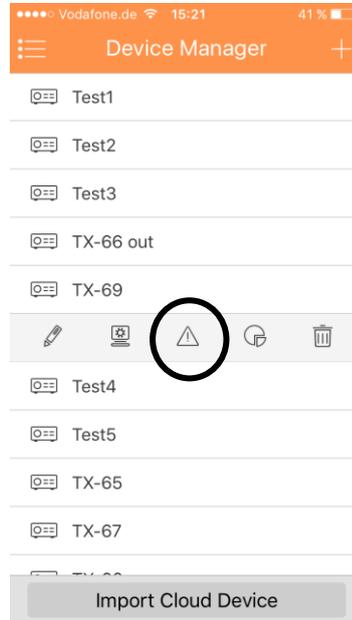 Vodafone.de 15:21 41 %
Device Manager
Test1
Test2
Test3
TX-66 out
TX-69
Test4
Test5
TX-65
TX-67
Import Cloud Device